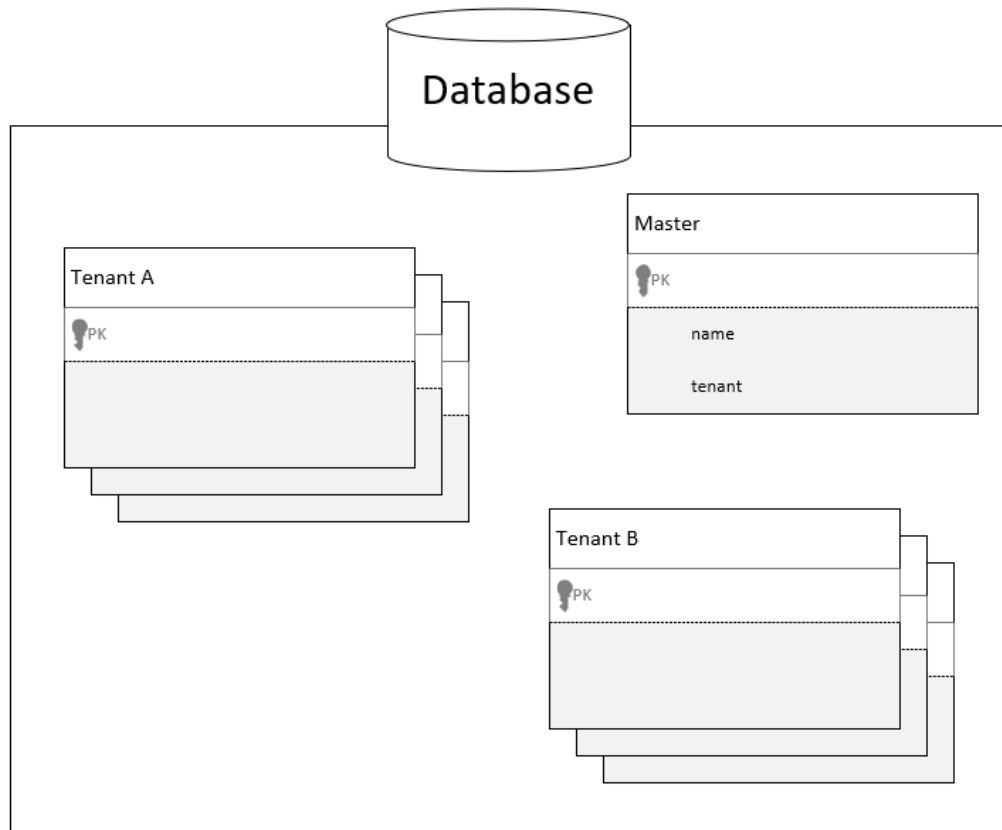 Database
Master
PK
name
tenant
Tenant A
PK
Tenant B
PK